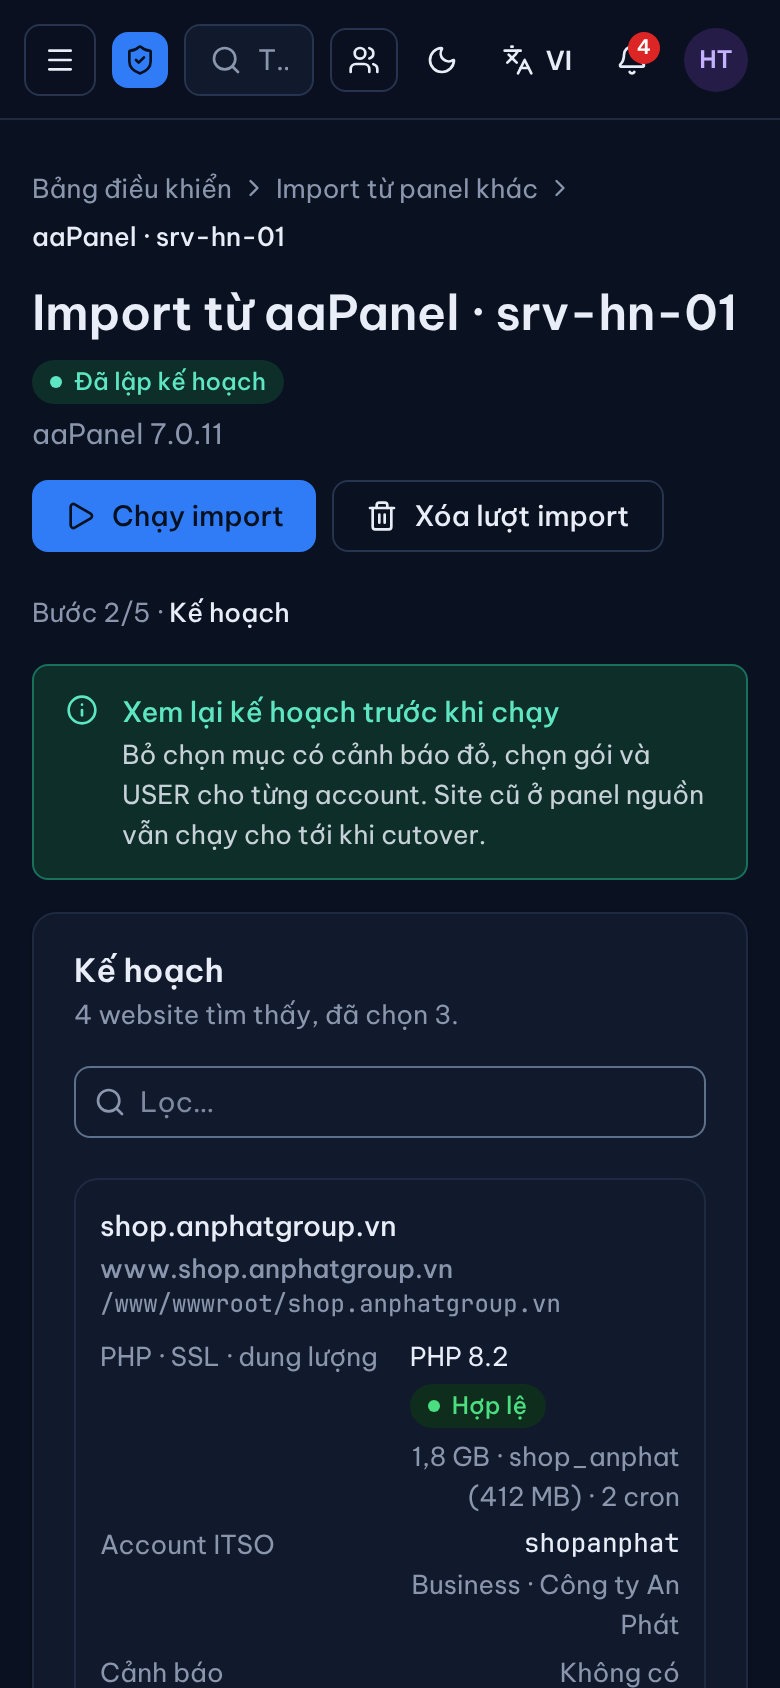 T..
VI
4
HT
Bảng điều khiển > Import từ panel khác >
aaPanel · srv-hn-01
Import từ aaPanel · srv-hn-01
Đã lập kế hoạch
aaPanel 7.0.11
Chạy import
Xóa lượt import
Bước 2/5 · Kế hoạch
Xem lại kế hoạch trước khi chạy
Bỏ chọn mục có cảnh báo đỏ, chọn gói và
USER cho từng account. Site cũ ở panel nguồn
vẫn chạy cho tới khi cutover.
Kế hoạch
4 website tìm thấy, đã chọn 3.
Lọc...
shop.anphatgroup.vn
www.shop.anphatgroup.vn
/www/wwwroot/shop.anphatgroup.vn
PHP · SSL · dung lượng PHP 8.2
Hợp lệ
1,8 GB · shop_anphat
(412 MB) · 2 cron
Account ITSO shopanphat
Business · Công ty An
Phát
Cảnh báo Không có